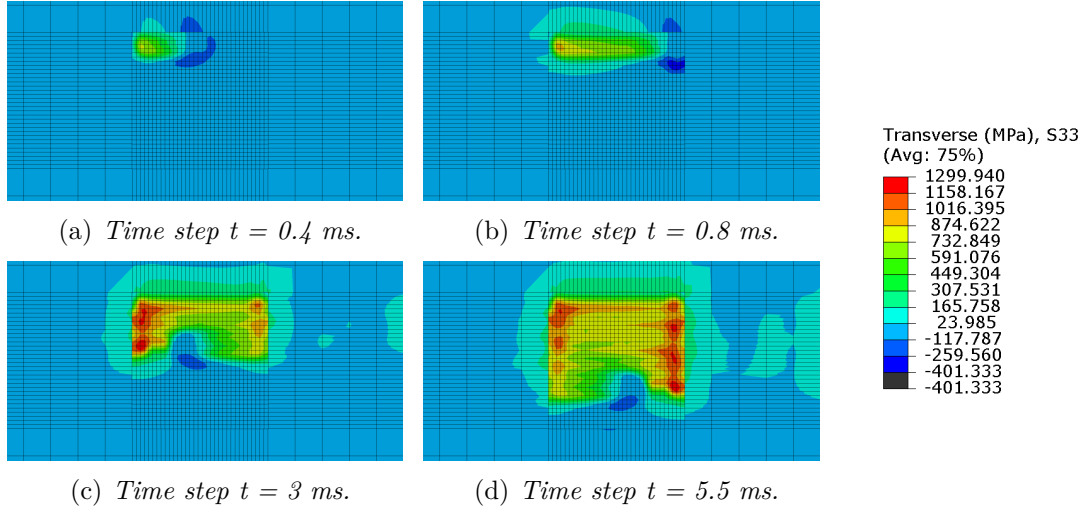 Transverse (MPa), S33
(Avg: 75%)
1299.940
1158.167
1016.395
874.622
732.849
591.076
449.304
307.531
165.758
23.985
-117.787
-259.560
-401.333
-401.333
(a) Time step t = 0.4 ms.
(b) Time step t = 0.8 ms.
(c) Time step t = 3 ms.
(d) Time step t = 5.5 ms.